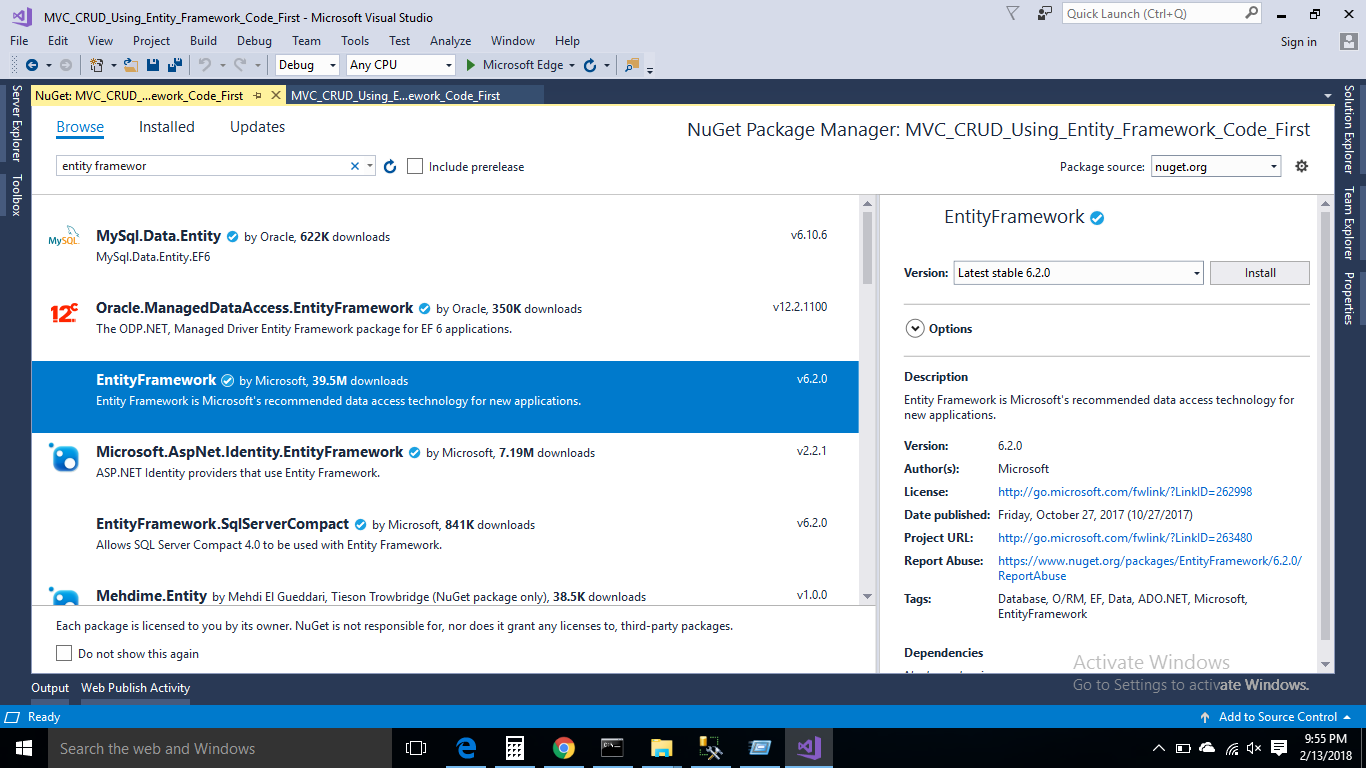 MVC_CRUD_Using_Entity_Framework_Code_First - Microsoft Visual Studio
Quick Launch (Ctrl+Q)
File Edit View Project Build Debug Team Tools Test Analyze Window Help
Sign in
Debug Any CPU Microsoft Edge
Server Explorer
Toolbox
NuGet: MVC_CRUD_...ework_Code_First
MVC_CRUD_Using_E...ework_Code_First
Browse Installed Updates
NuGet Package Manager: MVC_CRUD_Using_Entity_Framework_Code_First
entity framewor
Include prerelease
Package source: nuget.org
MySQL
MySql.Data.Entity by Oracle, 622K downloads v6.10.6
MySql.Data.Entity.EF6
12c
Oracle.ManagedDataAccess.EntityFramework by Oracle, 350K downloads v12.2.1100
The ODP.NET, Managed Driver Entity Framework package for EF 6 applications.
EntityFramework by Microsoft, 39.5M downloads v6.2.0
Entity Framework is Microsoft's recommended data access technology for new applications.
Microsoft.AspNet.Identity.EntityFramework by Microsoft, 7.19M downloads v2.2.1
ASP.NET Identity providers that use Entity Framework.
EntityFramework.SqlServerCompact by Microsoft, 841K downloads v6.2.0
Allows SQL Server Compact 4.0 to be used with Entity Framework.
Mehdime.Entity by Mehdi El Gueddari, Tieson Trowbridge (NuGet package only), 38.5K downloads v1.0.0
Each package is licensed to you by its owner. NuGet is not responsible for, nor does it grant any licenses to, third-party packages.
Do not show this again
EntityFramework
Version: Latest stable 6.2.0 Install
Options
Description
Entity Framework is Microsoft's recommended data access technology for
new applications.
Version: 6.2.0
Author(s): Microsoft
License: http://go.microsoft.com/fwlink/?LinkID=262998
Date published: Friday, October 27, 2017 (10/27/2017)
Project URL: http://go.microsoft.com/fwlink/?LinkID=263480
Report Abuse: https://www.nuget.org/packages/EntityFramework/6.2.0/
ReportAbuse
Tags: Database, O/RM, EF, Data, ADO.NET, Microsoft,
EntityFramework
Dependencies
Solution Explorer
Team Explorer
Properties
Activate Windows
Go to Settings to activate Windows.
Output Web Publish Activity
Ready
Add to Source Control
Search the web and Windows
9:55 PM
2/13/2018